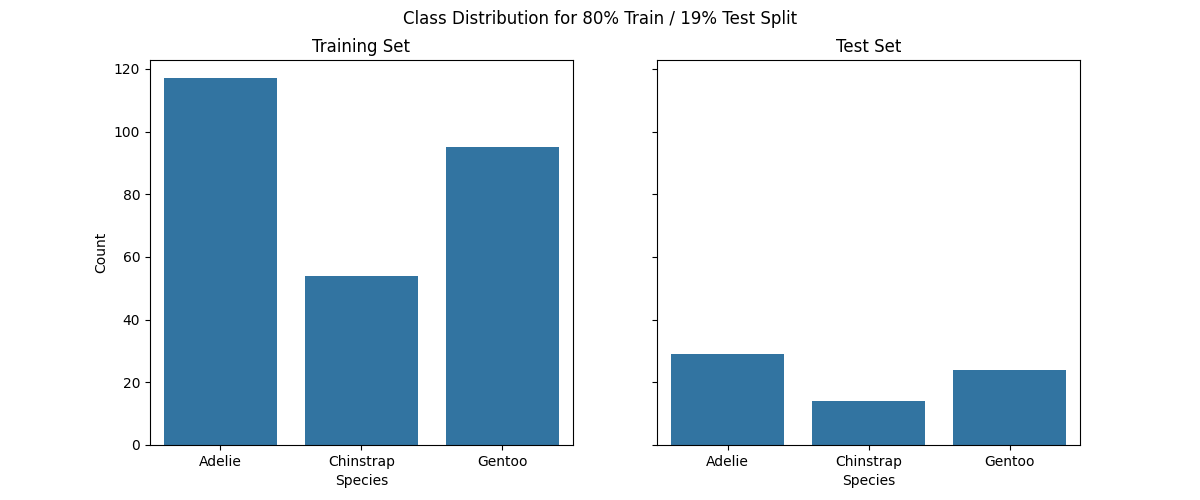 Class Distribution for 80% Train / 19% Test Split
Training Set
Test Set
120
100
80
60
40
20
0
Count
Adelie
Chinstrap
Gentoo
Species
Adelie
Chinstrap
Gentoo
Species